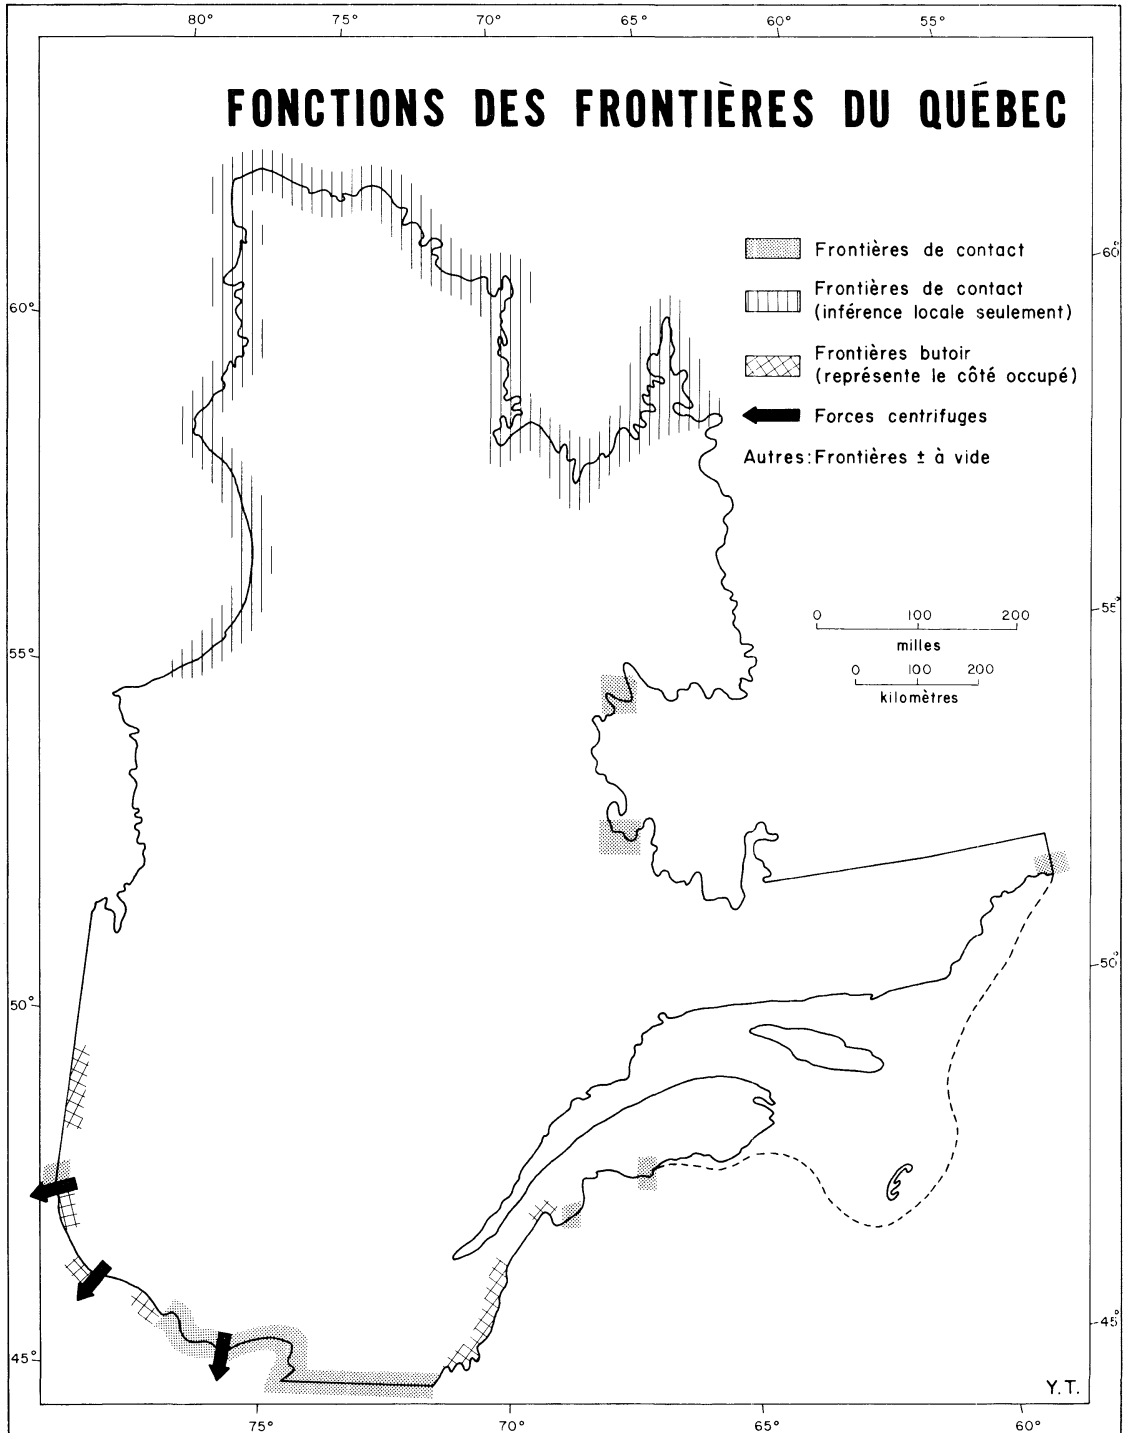 80° 75° 70° 65° 60° 55°
FONCTIONS DES FRONTIÈRES DU QUÉBEC
Frontières de contact
60°
Frontières de contact
(inférence locale seulement)
60°
Frontières butoir
(représente le côté occupé)
Forces centrifuges
Autres: Frontières ± à vide
55°
0 100 200
milles
55°
0 100 200
kilomètres
50°
50°
45°
45°
Y.T.
75° 70° 65° 60°